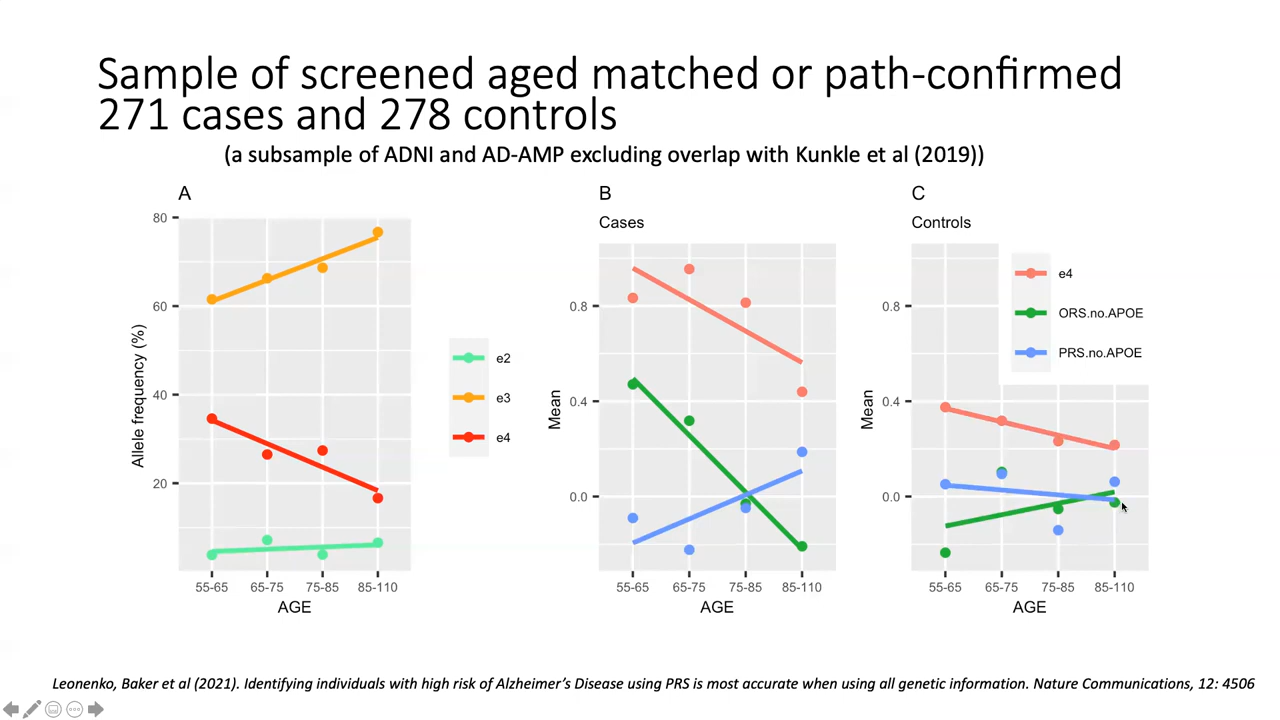 Sample of screened aged matched or path-confirmed
271 cases and 278 controls
(a subsample of ADNI and AD-AMP excluding overlap with Kunkle et al (2019))
A
80
60
40
20
Allele frequency (%)
55-65 65-75 75-85 85-110
AGE
e2
e3
e4
B
Cases
0.8
0.4
0.0
Mean
55-65 65-75 75-85 85-110
AGE
C
Controls
0.8
0.4
0.0
Mean
55-65 65-75 75-85 85-110
AGE
e4
ORS.no.APOE
PRS.no.APOE
Leonenko, Baker et al (2021). Identifying individuals with high risk of Alzheimer's Disease using PRS is most accurate when using all genetic information. Nature Communications, 12: 4506